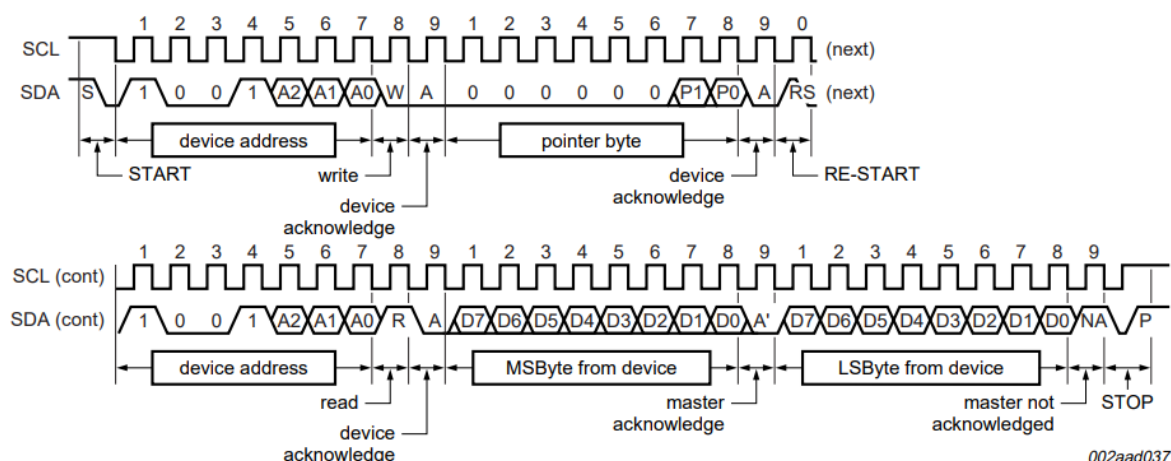 1 2 3 4 5 6 7 8 9 1 2 3 4 5 6 7 8 9 0
SCL (next)
SDA S 1 0 0 1 A2 A1 A0 W A 0 0 0 0 0 0 P1 P0 A RS (next)
device address pointer byte
START write device acknowledge device acknowledge RE-START
1 2 3 4 5 6 7 8 9 1 2 3 4 5 6 7 8 9 1 2 3 4 5 6 7 8 9
SCL (cont)
SDA (cont) 1 0 0 1 A2 A1 A0 R A D7 D6 D5 D4 D3 D2 D1 D0 A' D7 D6 D5 D4 D3 D2 D1 D0 NA P
device address MSByte from device LSByte from device
read device acknowledge master acknowledge master not acknowledged STOP
002aad037